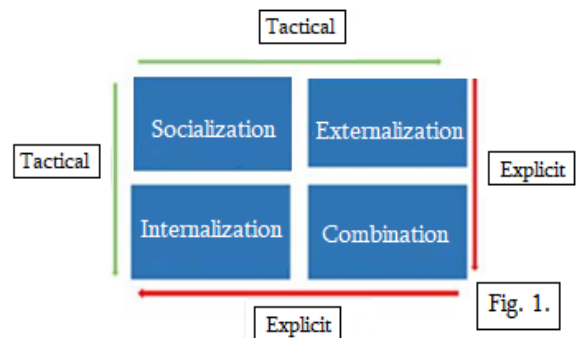 Tactical
Socialization
Externalization
Tactical
Explicit
Internalization
Combination
Fig. 1.
Explicit